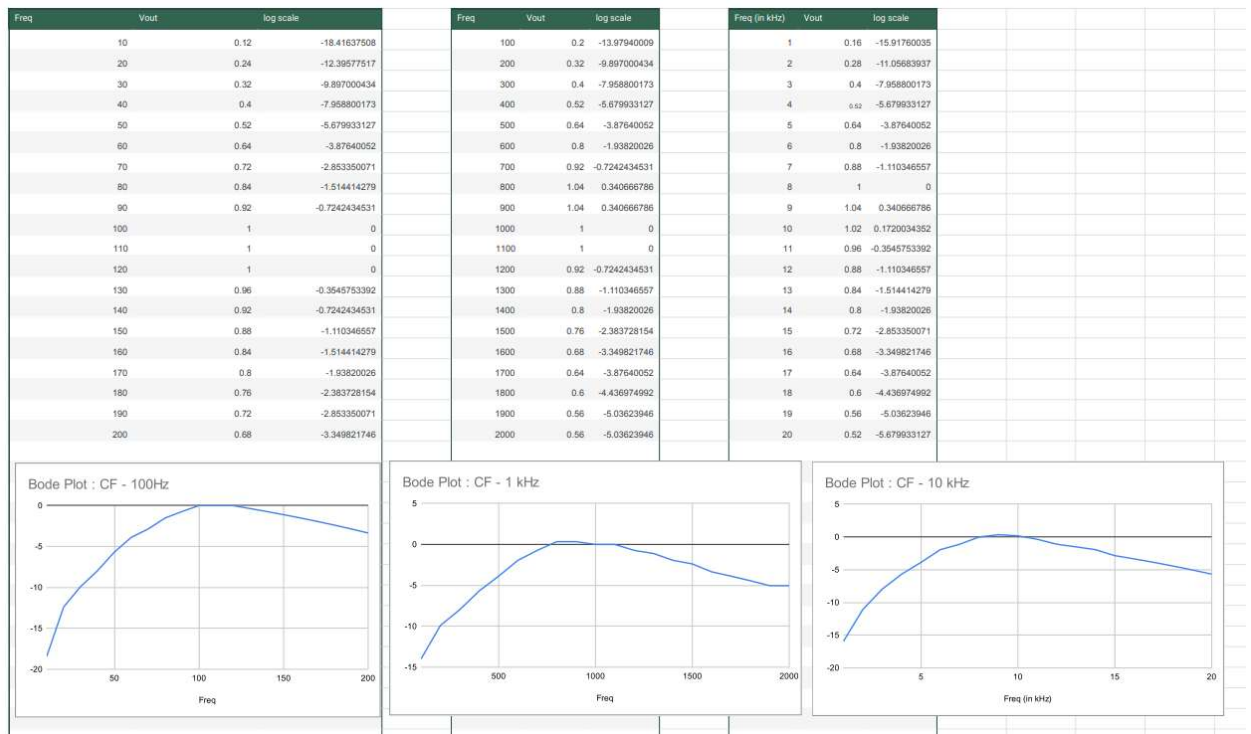 Freq Vout log scale Freq Vout log scale Freq (in kHz) Vout log scale
10 0.12 -18.41637508 100 0.2 -13.97940009 1 0.16 -15.91760035
20 0.24 -12.39577517 200 0.32 -9.897000434 2 0.28 -11.05683937
30 0.32 -9.897000434 300 0.4 -7.958800173 3 0.4 -7.958800173
40 0.4 -7.958800173 400 0.52 -5.679933127 4 0.52 -5.679933127
50 0.52 -5.679933127 500 0.64 -3.87640052 5 0.64 -3.87640052
60 0.64 -3.87640052 600 0.8 -1.93820026 6 0.8 -1.93820026
70 0.72 -2.853350071 700 0.92 -0.7242434531 7 0.88 -1.110346557
80 0.84 -1.514414279 800 1.04 0.340666786 8 1 0
90 0.92 -0.7242434531 900 1.04 0.340666786 9 1.04 0.340666786
100 1 0 1000 1 0 10 1.02 0.1720034352
110 1 0 1100 1 0 11 0.96 -0.3545753392
120 1 0 1200 0.92 -0.7242434531 12 0.88 -1.110346557
130 0.96 -0.3545753392 1300 0.88 -1.110346557 13 0.84 -1.514414279
140 0.92 -0.7242434531 1400 0.8 -1.93820026 14 0.8 -1.93820026
150 0.88 -1.110346557 1500 0.76 -2.383728154 15 0.72 -2.853350071
160 0.84 -1.514414279 1600 0.68 -3.349821746 16 0.68 -3.349821746
170 0.8 -1.93820026 1700 0.64 -3.87640052 17 0.64 -3.87640052
180 0.76 -2.383728154 1800 0.6 -4.436974992 18 0.6 -4.436974992
190 0.72 -2.853350071 1900 0.56 -5.03623946 19 0.56 -5.03623946
200 0.68 -3.349821746 2000 0.56 -5.03623946 20 0.52 -5.679933127
Bode Plot : CF - 100Hz
0
-5
-10
-15
-20
50 100 150 200
Freq
Bode Plot : CF - 1 kHz
5
0
-5
-10
-15
500 1000 1500 2000
Freq
Bode Plot : CF - 10 kHz
5
0
-5
-10
-15
-20
5 10 15 20
Freq (in kHz)